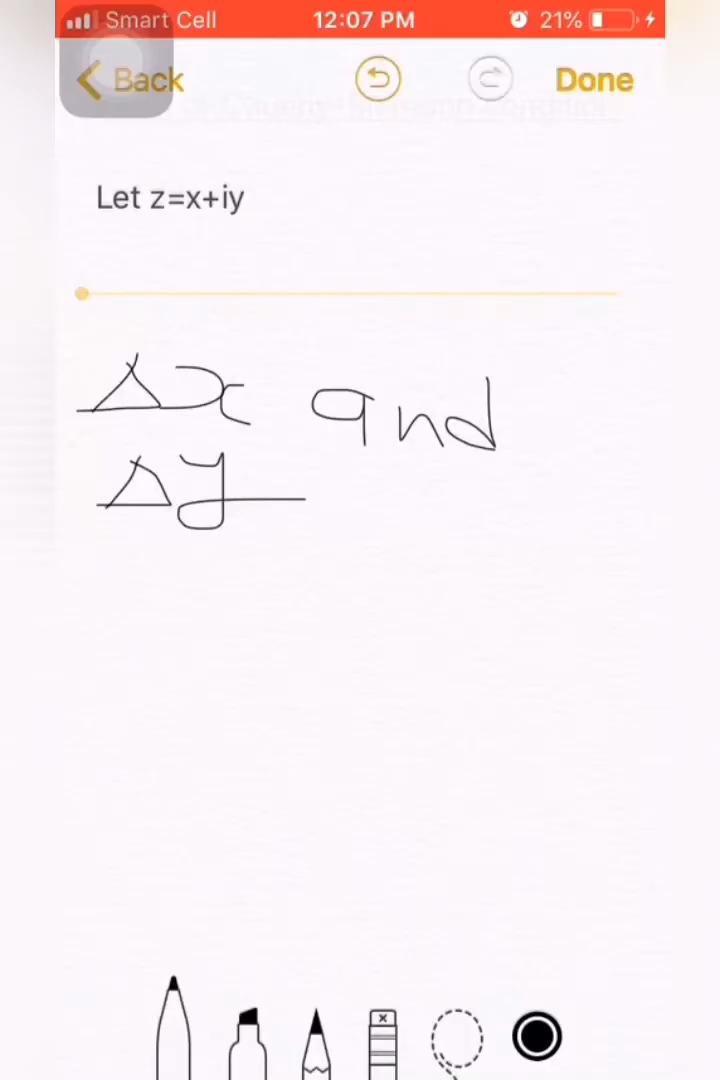 Smart Cell 12:07 PM 21%
Back Done
Let z=x+iy
Δx and
Δy